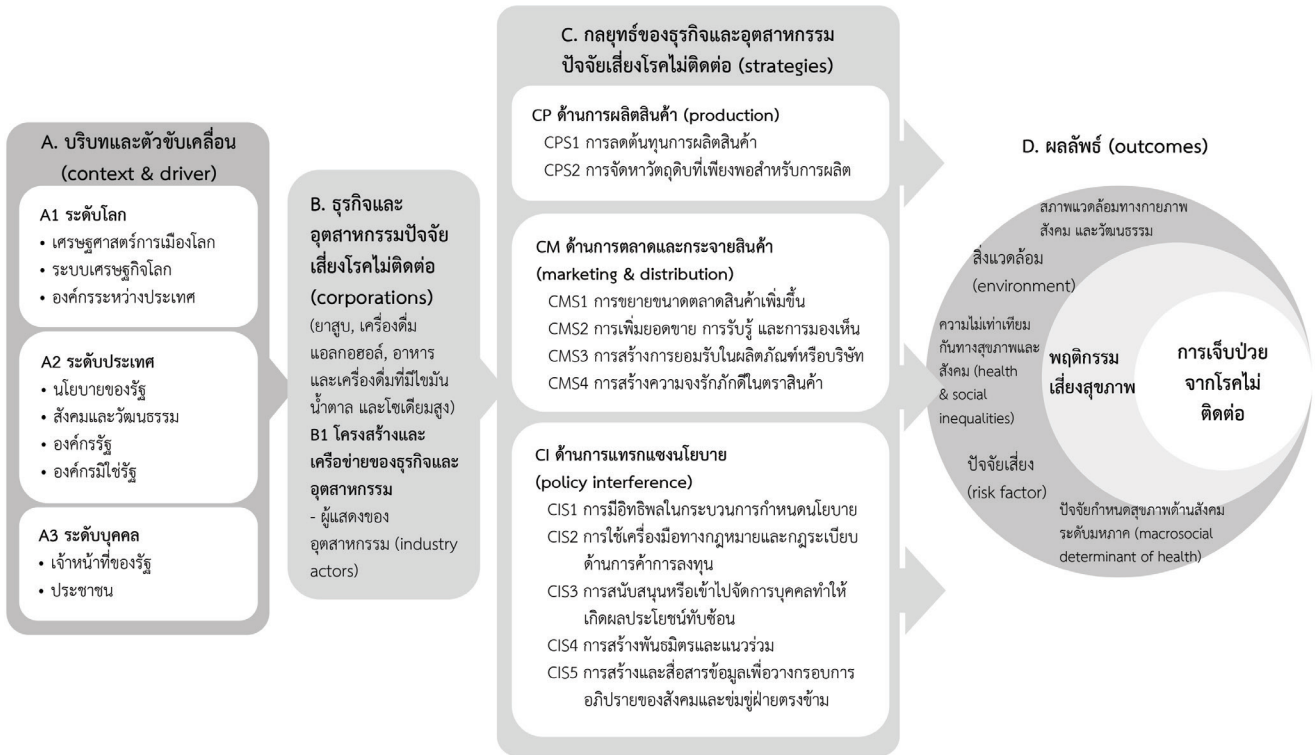 A. บริบทและตัวขับเคลื่อน
(context & driver)
A1 ระดับโลก
• เศรษฐศาสตร์การเมืองโลก
• ระบบเศรษฐกิจโลก
• องค์กรระหว่างประเทศ
A2 ระดับประเทศ
• นโยบายของรัฐ
• สังคมและวัฒนธรรม
• องค์กรรัฐ
• องค์กรมิใช่รัฐ
A3 ระดับบุคคล
• เจ้าหน้าที่ของรัฐ
• ประชาชน
B. ธุรกิจและ
อุตสาหกรรมปัจจัย
เสี่ยงโรคไม่ติดต่อ
(corporations)
(ยาสูบ, เครื่องดื่ม
แอลกอฮอล์, อาหาร
และเครื่องดื่มที่มีไขมัน
น้ำตาล และโซเดียมสูง)
B1 โครงสร้างและ
เครือข่ายของธุรกิจและ
อุตสาหกรรม
- ผู้แสดงของ
อุตสาหกรรม (industry
actors)
C. กลยุทธ์ของธุรกิจและอุตสาหกรรม
ปัจจัยเสี่ยงโรคไม่ติดต่อ (strategies)
CP ด้านการผลิตสินค้า (production)
CPS1 การลดต้นทุนการผลิตสินค้า
CPS2 การจัดหาวัตถุดิบที่เพียงพอสำหรับการผลิต
CM ด้านการตลาดและกระจายสินค้า
(marketing & distribution)
CMS1 การขยายขนาดตลาดสินค้าเพิ่มขึ้น
CMS2 การเพิ่มยอดขาย การรับรู้ และการมองเห็น
CMS3 การสร้างการยอมรับในผลิตภัณฑ์หรือบริษัท
CMS4 การสร้างความจงรักภักดีในตราสินค้า
CI ด้านการแทรกแซงนโยบาย
(policy interference)
CIS1 การมีอิทธิพลในกระบวนการกำหนดนโยบาย
CIS2 การใช้เครื่องมือทางกฎหมายและกฎระเบียบ
ด้านการค้าการลงทุน
CIS3 การสนับสนุนหรือเข้าไปจัดการบุคคลทำให้
เกิดผลประโยชน์ทับซ้อน
CIS4 การสร้างพันธมิตรและแนวร่วม
CIS5 การสร้างและสื่อสารข้อมูลเพื่อวางกรอบการ
อภิปรายของสังคมและข่มขู่ฝ่ายตรงข้าม
D. ผลลัพธ์ (outcomes)
สภาพแวดล้อมทางกายภาพ
สังคม และวัฒนธรรม
สิ่งแวดล้อม
(environment)
ความไม่เท่าเทียม
กันทางสุขภาพและ
สังคม (health
& social
inequalities)
พฤติกรรม
เสี่ยงสุขภาพ
การเจ็บป่วย
จากโรคไม่
ติดต่อ
ปัจจัยเสี่ยง
(risk factor)
ปัจจัยกำหนดสุขภาพด้านสังคม
ระดับมหภาค (macrosocial
determinant of health)